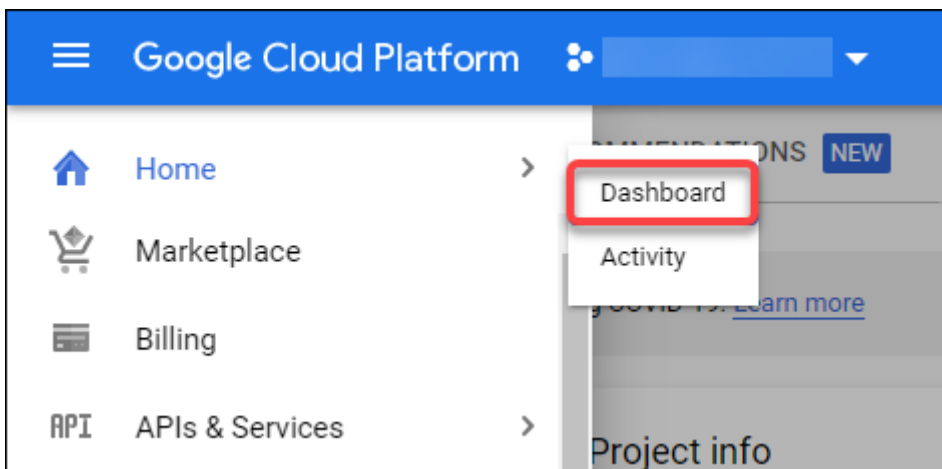 Google Cloud Platform
Home
Dashboard
NEW
Marketplace
Activity
Learn more
Billing
API APIs & Services
Project info